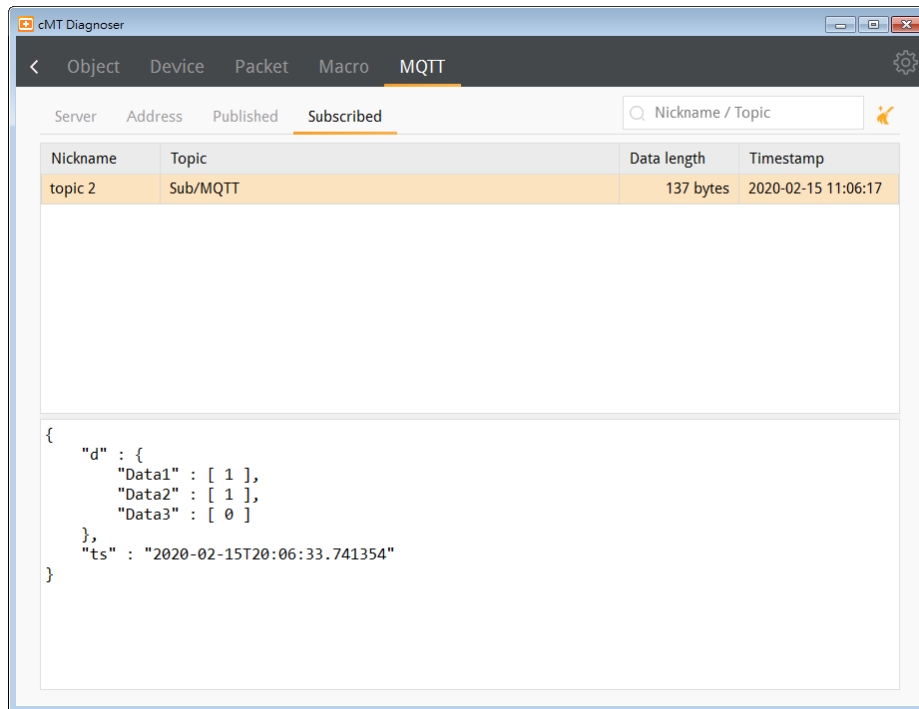 cMT Diagnoser
Object Device Packet Macro MQTT
Server Address Published Subscribed Nickname / Topic
Nickname Topic Data length Timestamp
topic 2 Sub/MQTT 137 bytes 2020-02-15 11:06:17
{
"d" : {
"Data1" : [ 1 ],
"Data2" : [ 1 ],
"Data3" : [ 0 ]
},
"ts" : "2020-02-15T20:06:33.741354"
}